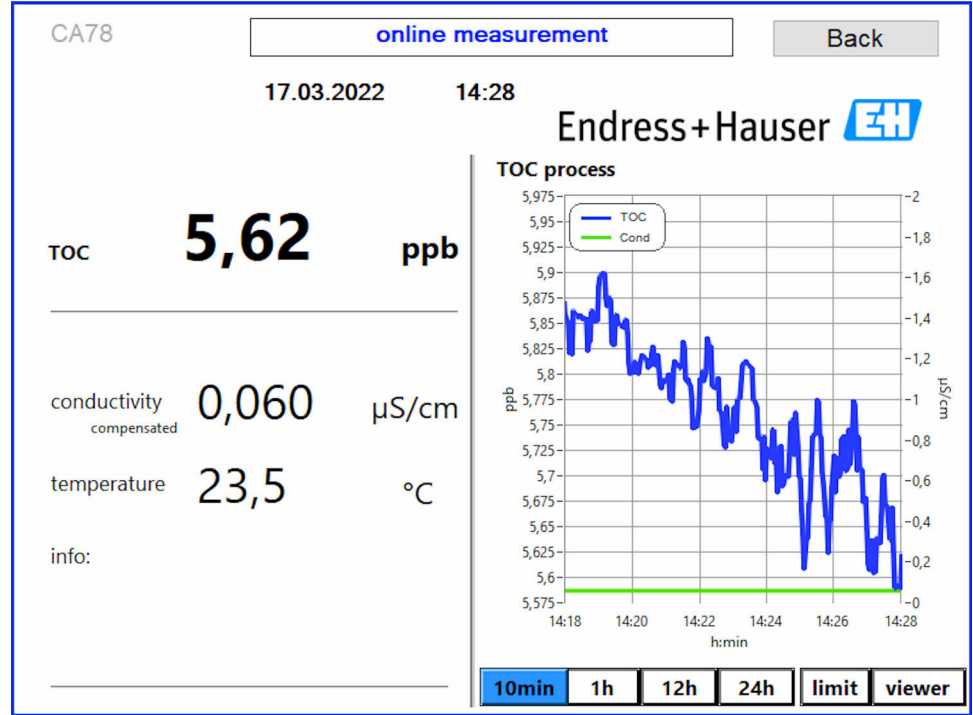 CA78
online measurement
Back
17.03.2022 14:28
Endress+Hauser EH
TOC 5,62 ppb
conductivity 0,060 µS/cm
compensated
temperature 23,5 °C
info:
TOC process
5,975
5,95
5,925
5,9
5,875
5,85
5,825
5,8
5,775
5,75
5,725
5,7
5,675
5,65
5,625
5,6
5,575
ppb
TOC
Cond
2
1,8
1,6
1,4
1,2
1
0,8
0,6
0,4
0,2
0
µS/cm
14:18 14:20 14:22 14:24 14:26 14:28
h:min
10min 1h 12h 24h limit viewer